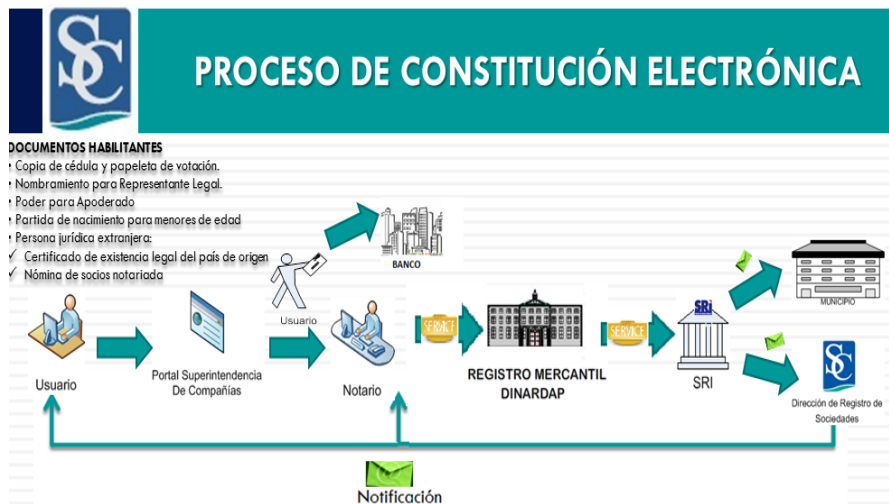 SC
PROCESO DE CONSTITUCIÓN ELECTRÓNICA
DOCUMENTOS HABILITANTES
• Copia de cédula y papeleta de votación.
• Nombramiento para Representante Legal.
• Poder para Apoderado
• Partida de nacimiento para menores de edad
• Persona jurídica extranjera:
✓ Certificado de existencia legal del país de origen
✓ Nómina de socios notariada
BANCO
Usuario
MUNICIPIO
SERVICE
SERVICE
SRi
Usuario
Portal Superintendencia
De Compañías
Notario
REGISTRO MERCANTIL
DINARDAP
SRI
SC
Dirección de Registro de
Sociedades
Notificación